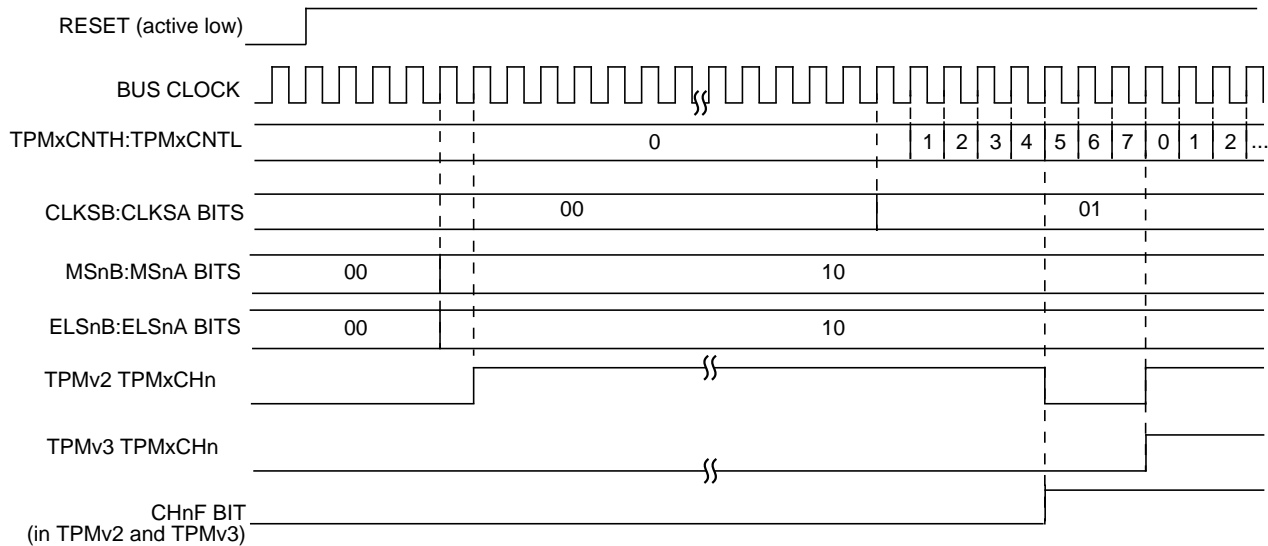 RESET (active low)
BUS CLOCK
TPMxCNTH:TPMxCNTL 0 1 2 3 4 5 6 7 0 1 2 ...
CLKSB:CLKSA BITS 00 01
MSnB:MSnA BITS 00 10
ELSnB:ELSnA BITS 00 10
TPMv2 TPMxCHn
TPMv3 TPMxCHn
CHnF BIT
(in TPMv2 and TPMv3)